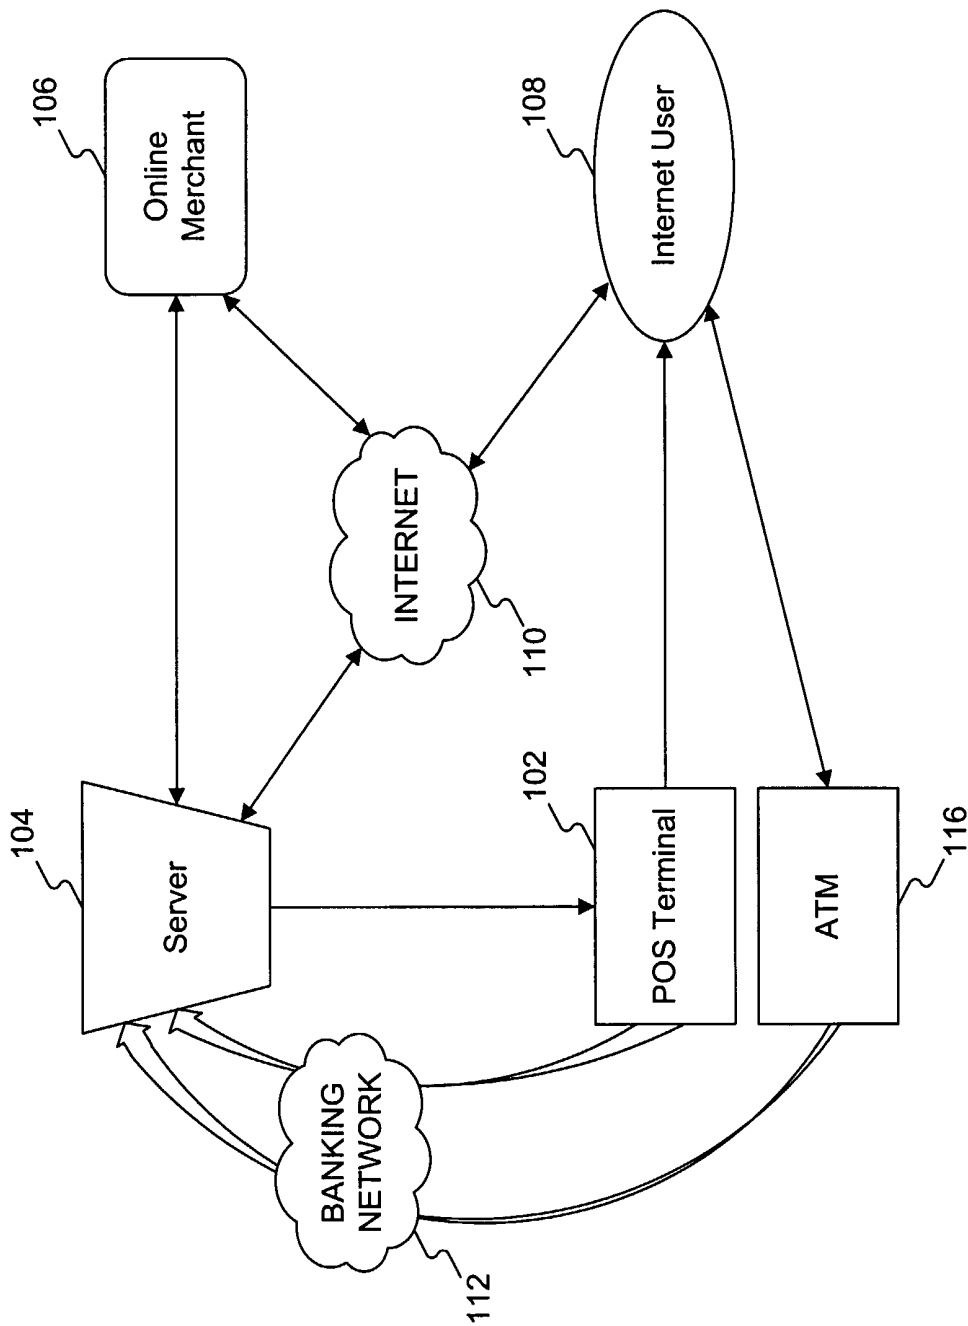 104
Server
106
Online
Merchant
BANKING
NETWORK
112
INTERNET
110
102
POS Terminal
108
Internet User
ATM
116